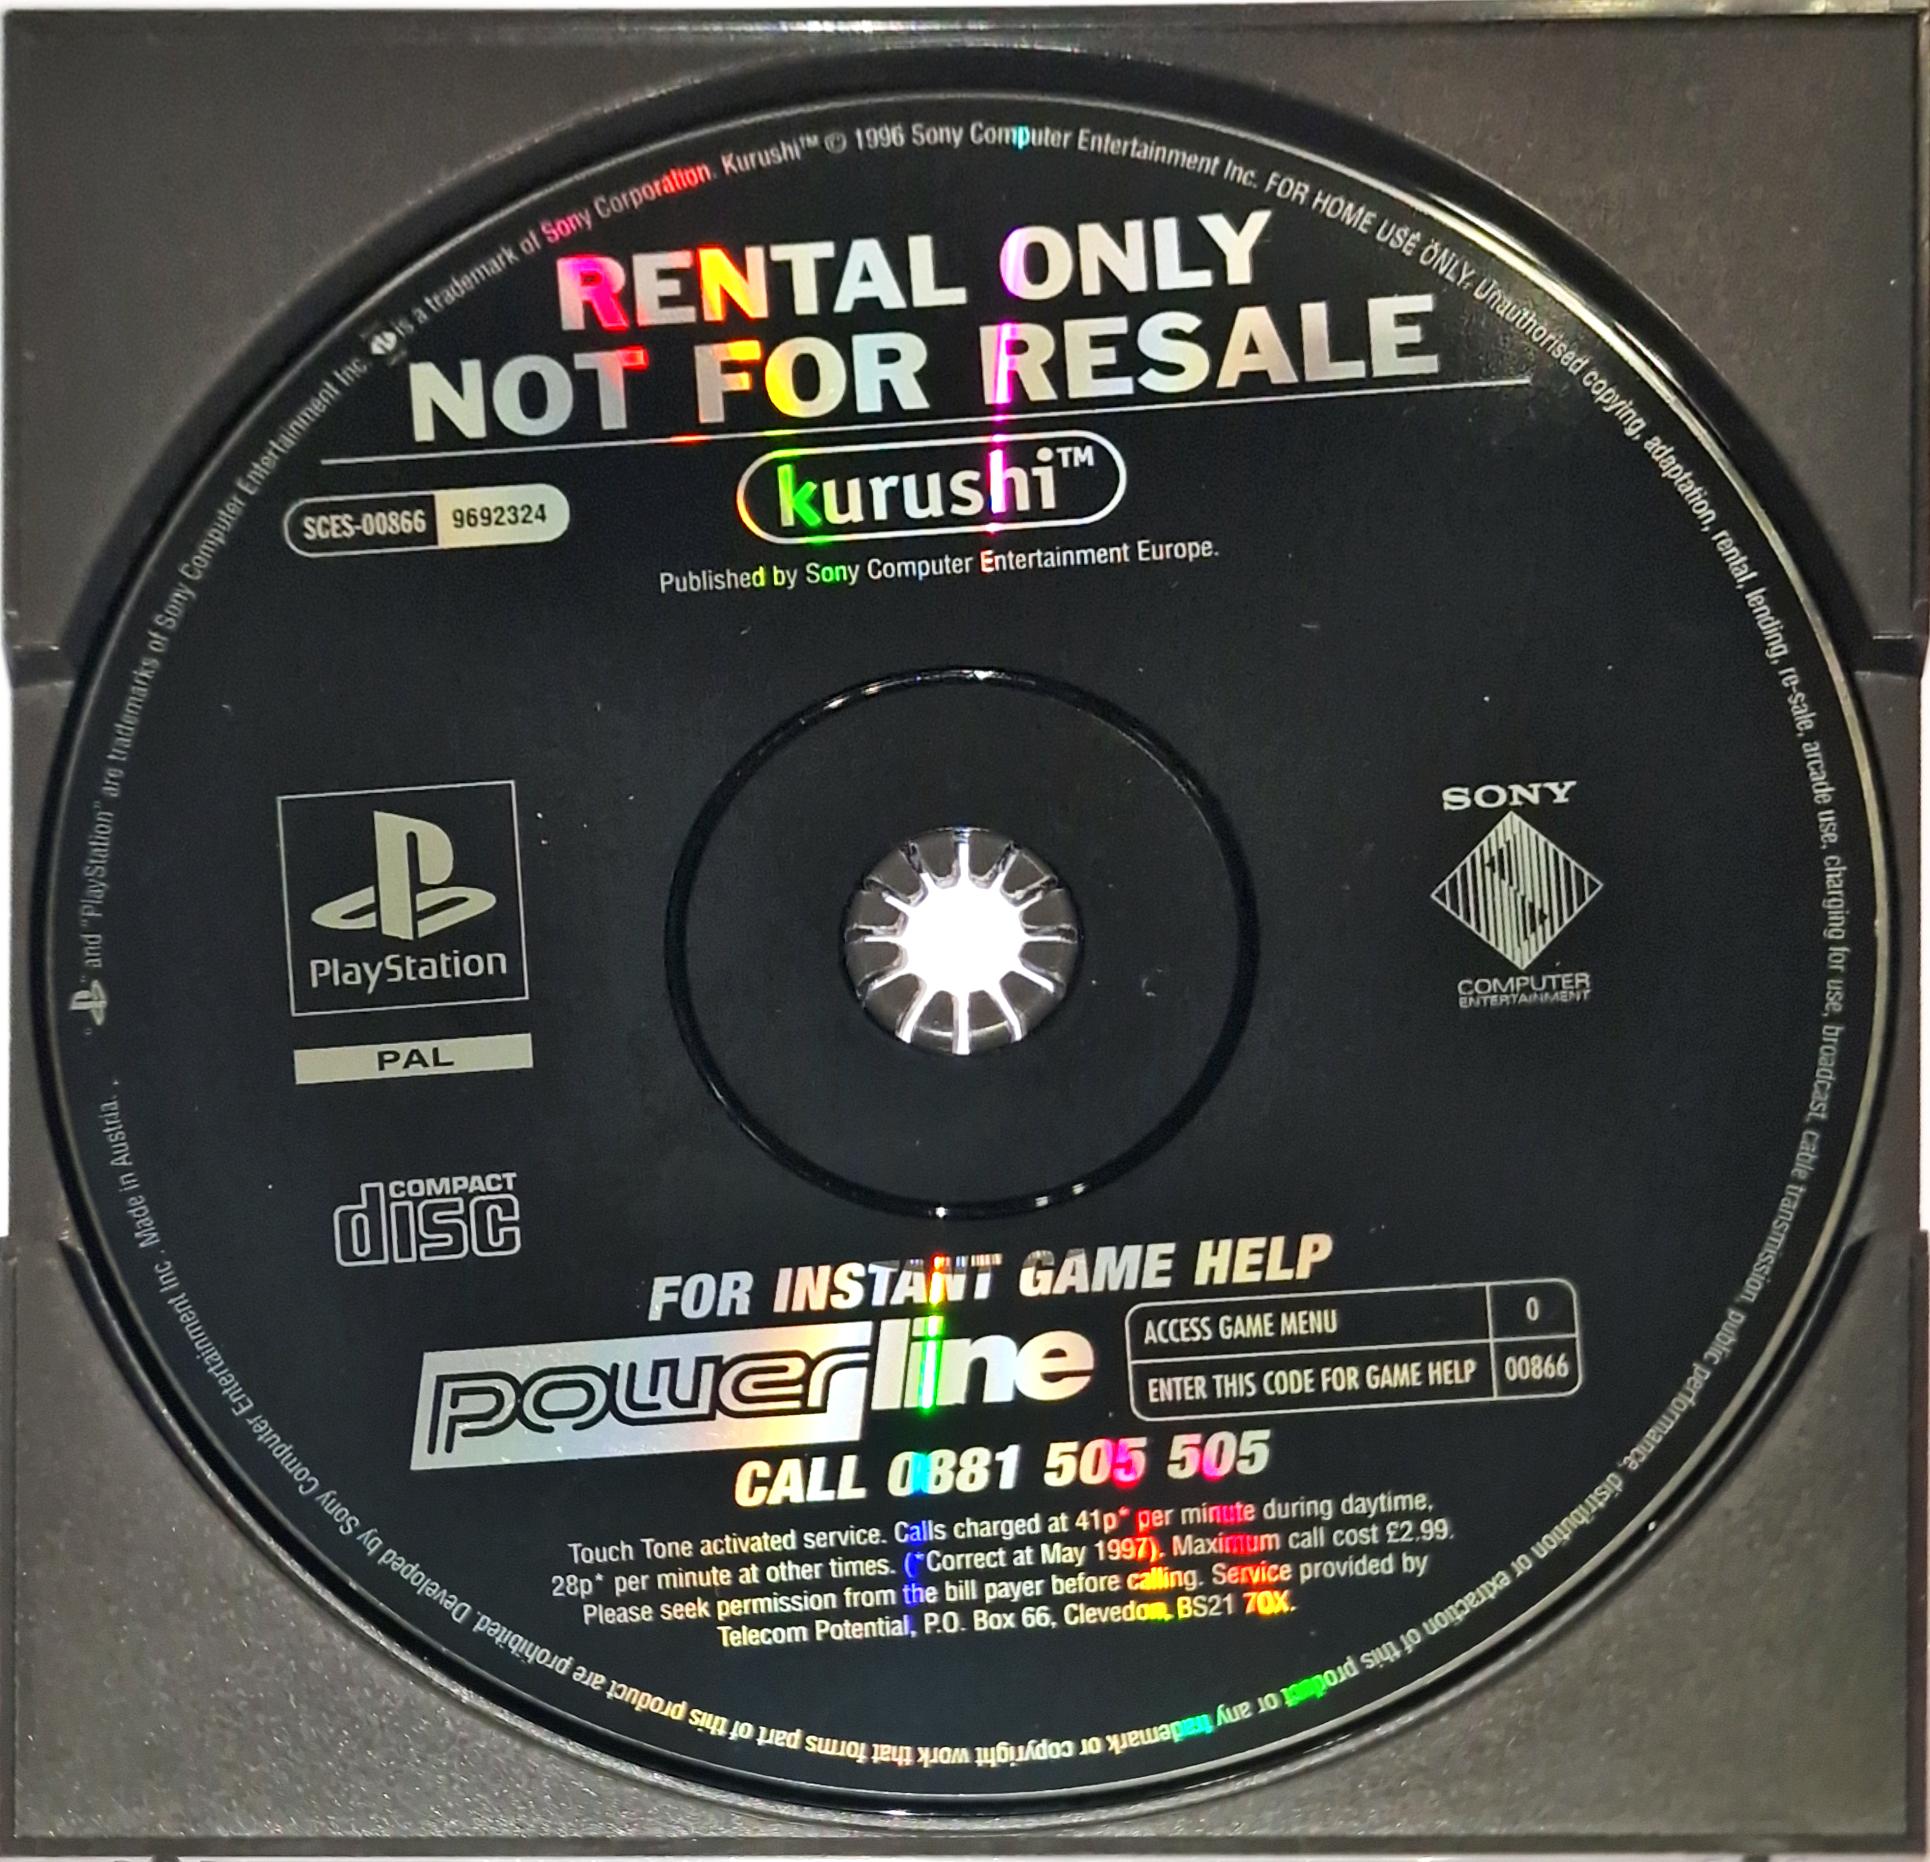 RENTAL ONLY
NOT FOR RESALE
kurushi™
SCES-00866 9692324
Published by Sony Computer Entertainment Europe.
PlayStation
PAL
SONY
COMPUTER
ENTERTAINMENT
COMPACT
disc
FOR INSTANT GAME HELP
powerline
ACCESS GAME MENU 0
ENTER THIS CODE FOR GAME HELP 00866
CALL 0881 505 505
Touch Tone activated service. Calls charged at 41p* per minute during daytime,
28p* per minute at other times. (*Correct at May 1997). Maximum call cost £2.99.
Please seek permission from the bill payer before calling. Service provided by
Telecom Potential, P.O. Box 66, Clevedon, BS21 7QX.
" and "PlayStation" are trademarks of Sony Computer Entertainment Inc. is a trademark of Sony Corporation. Kurushi™ © 1996 Sony Computer Entertainment Inc. FOR HOME USE ONLY. Unauthorised copying, adaptation, rental, lending, re-sale, arcade use, charging for use, broadcast, cable transmission, public performance, distribution or extraction of this product or any trademark or copyright work that forms part of this product are prohibited. Developed by Sony Computer Entertainment Inc. Made in Austria.